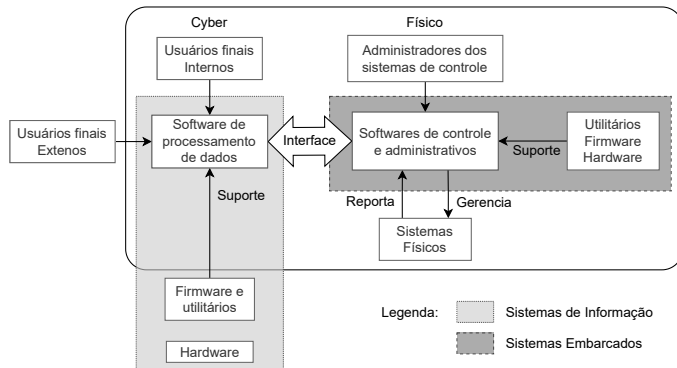 Cyber
Físico
Usuários finais
Internos
Administradores dos
sistemas de controle
Usuários finais
Extenos
Software de
processamento
de dados
Interface
Softwares de controle
e administrativos
Suporte
Utilitários
Firmware
Hardware
Suporte
Reporta
Gerencia
Sistemas
Físicos
Firmware e
utilitários
Hardware
Legenda:
Sistemas de Informação
Sistemas Embarcados